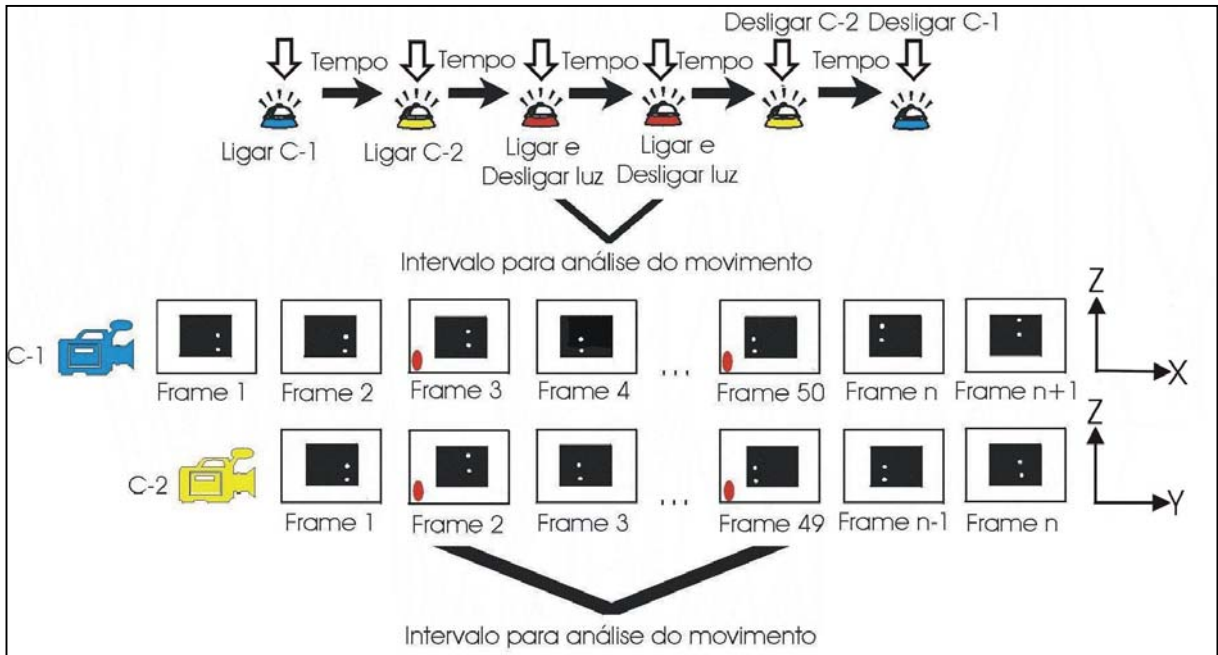 Desligar C-2 Desligar C-1
Tempo Tempo Tempo Tempo Tempo
Ligar C-1 Ligar C-2 Ligar e Ligar e
Desligar luz Desligar luz
Intervalo para análise do movimento
C-1
Frame 1 Frame 2 Frame 3 Frame 4 ... Frame 50 Frame n Frame n+1
Z
X
C-2
Frame 1 Frame 2 Frame 3 ... Frame 49 Frame n-1 Frame n
Z
Y
Intervalo para análise do movimento